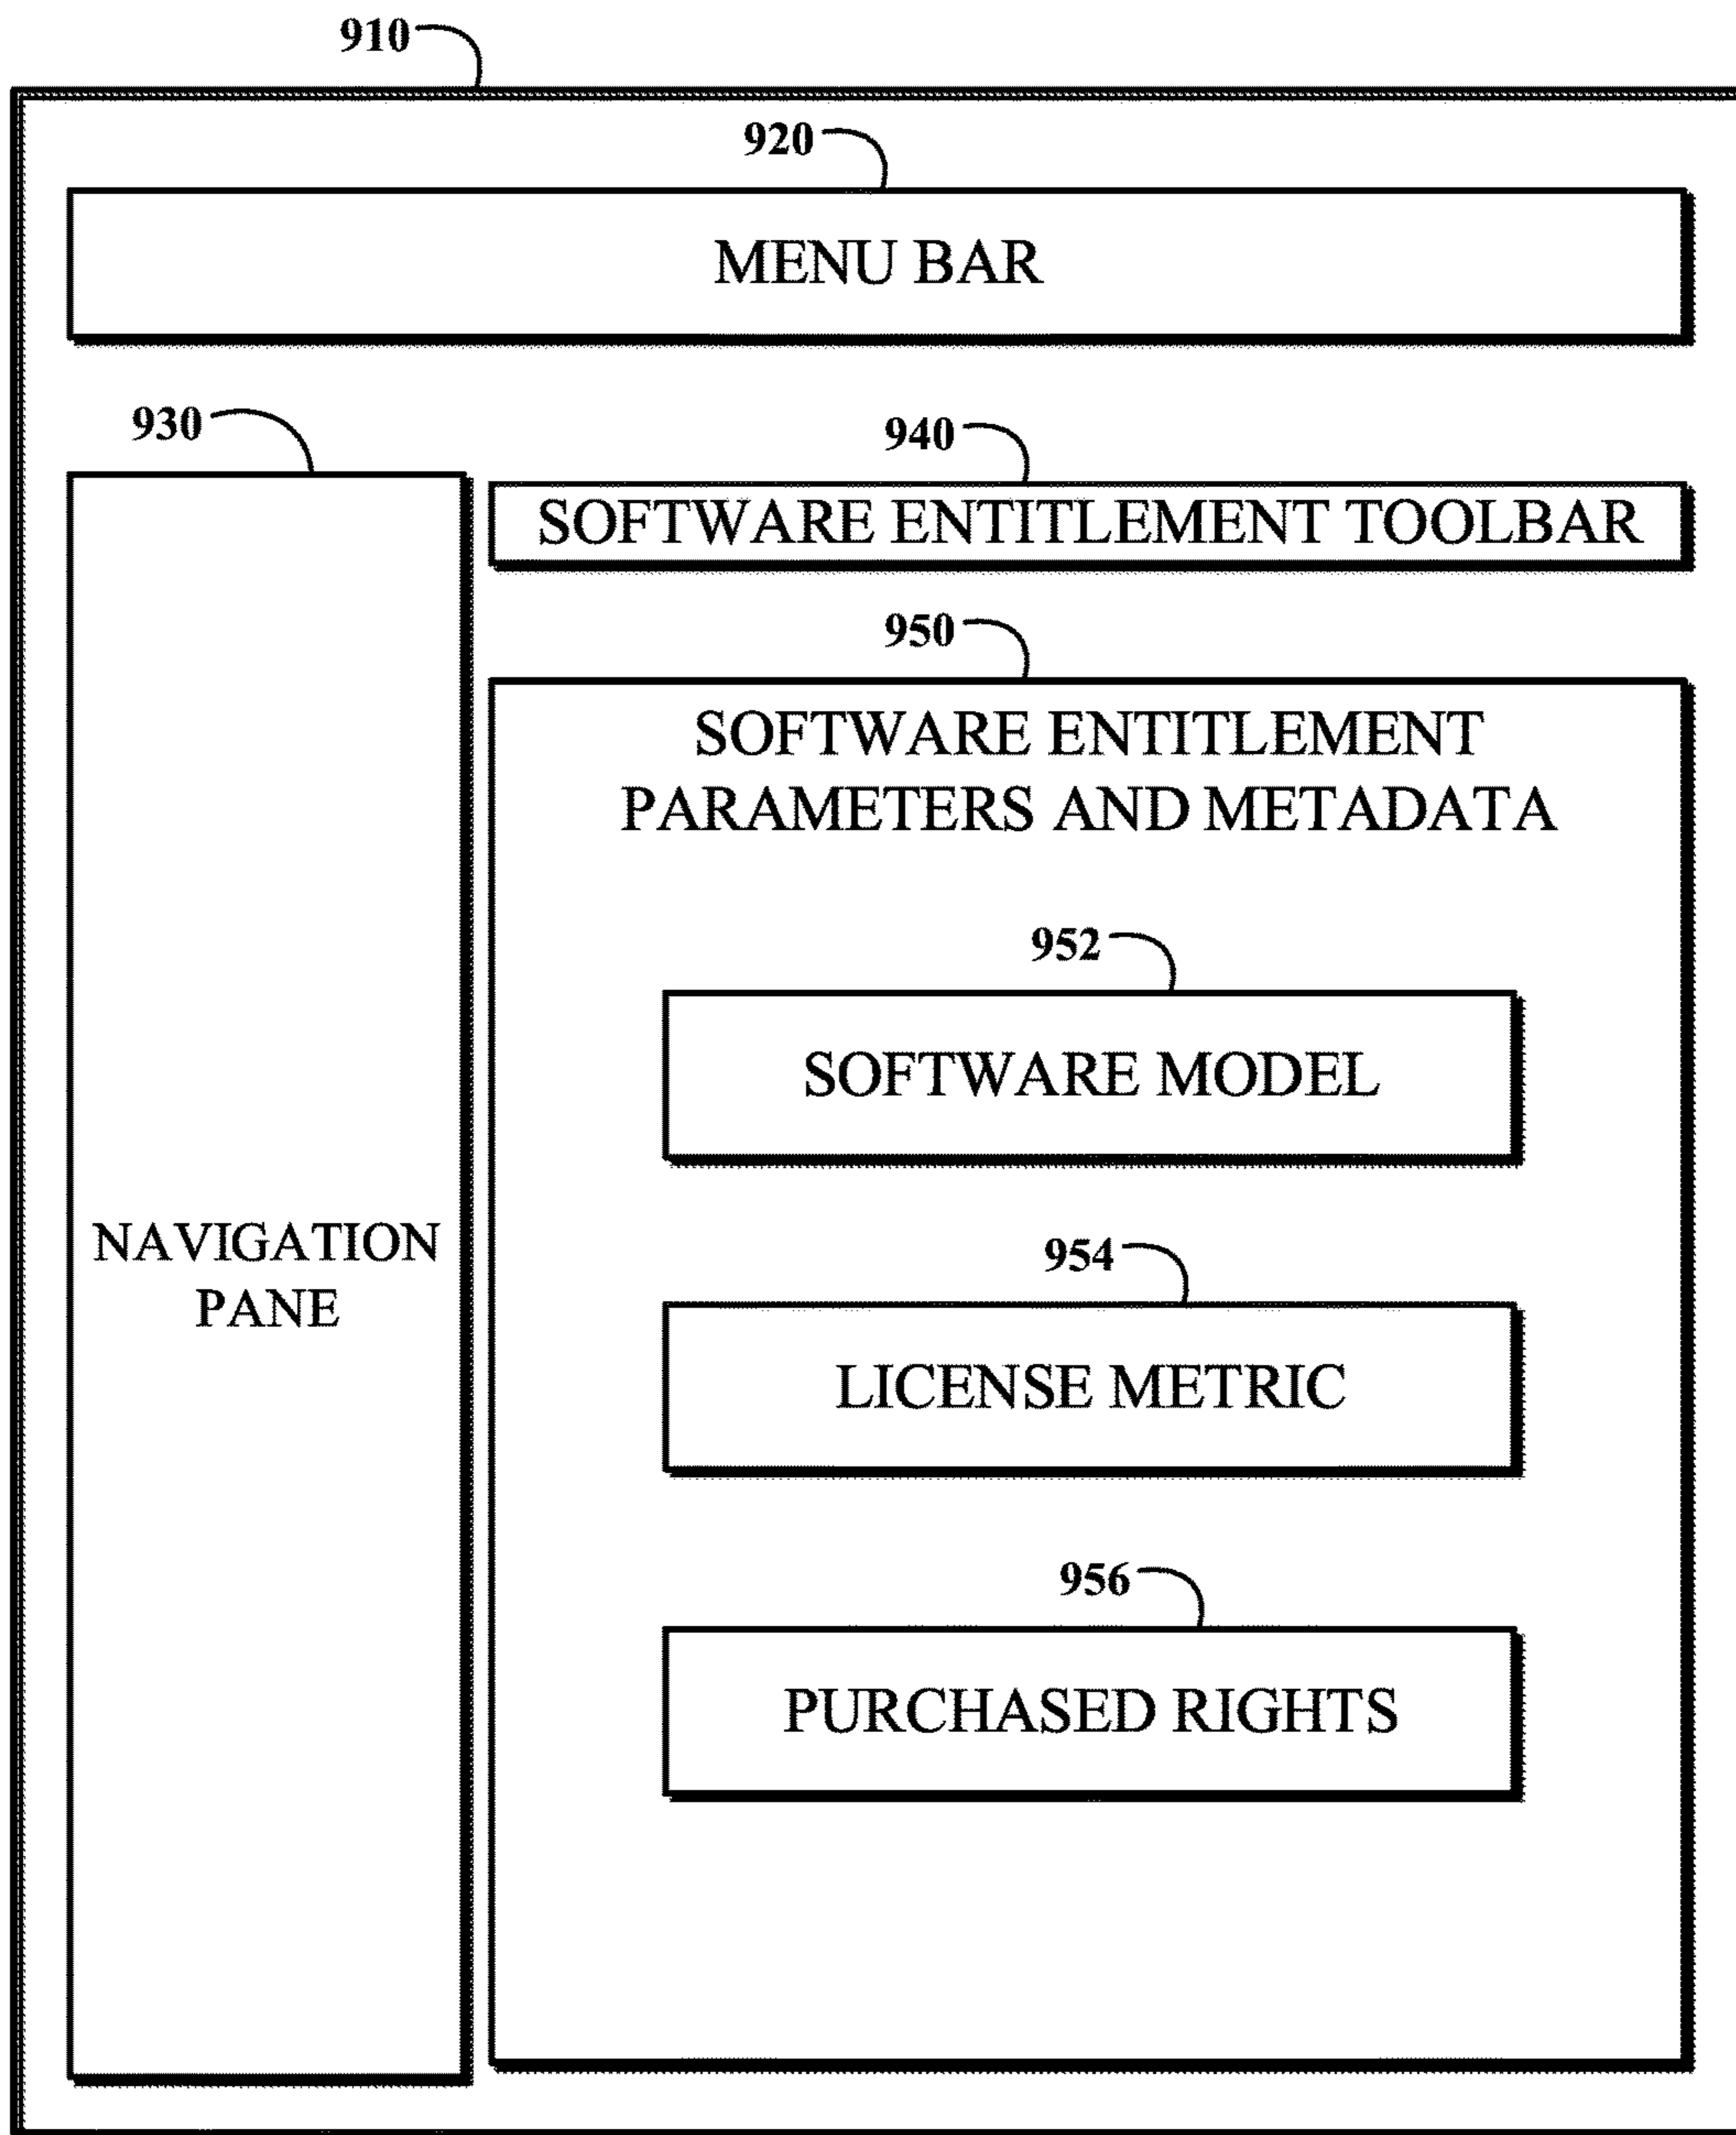 910
920
MENU BAR
930
940
SOFTWARE ENTITLEMENT TOOLBAR
950
SOFTWARE ENTITLEMENT
PARAMETERS AND METADATA
952
SOFTWARE MODEL
NAVIGATION
PANE
954
LICENSE METRIC
956
PURCHASED RIGHTS